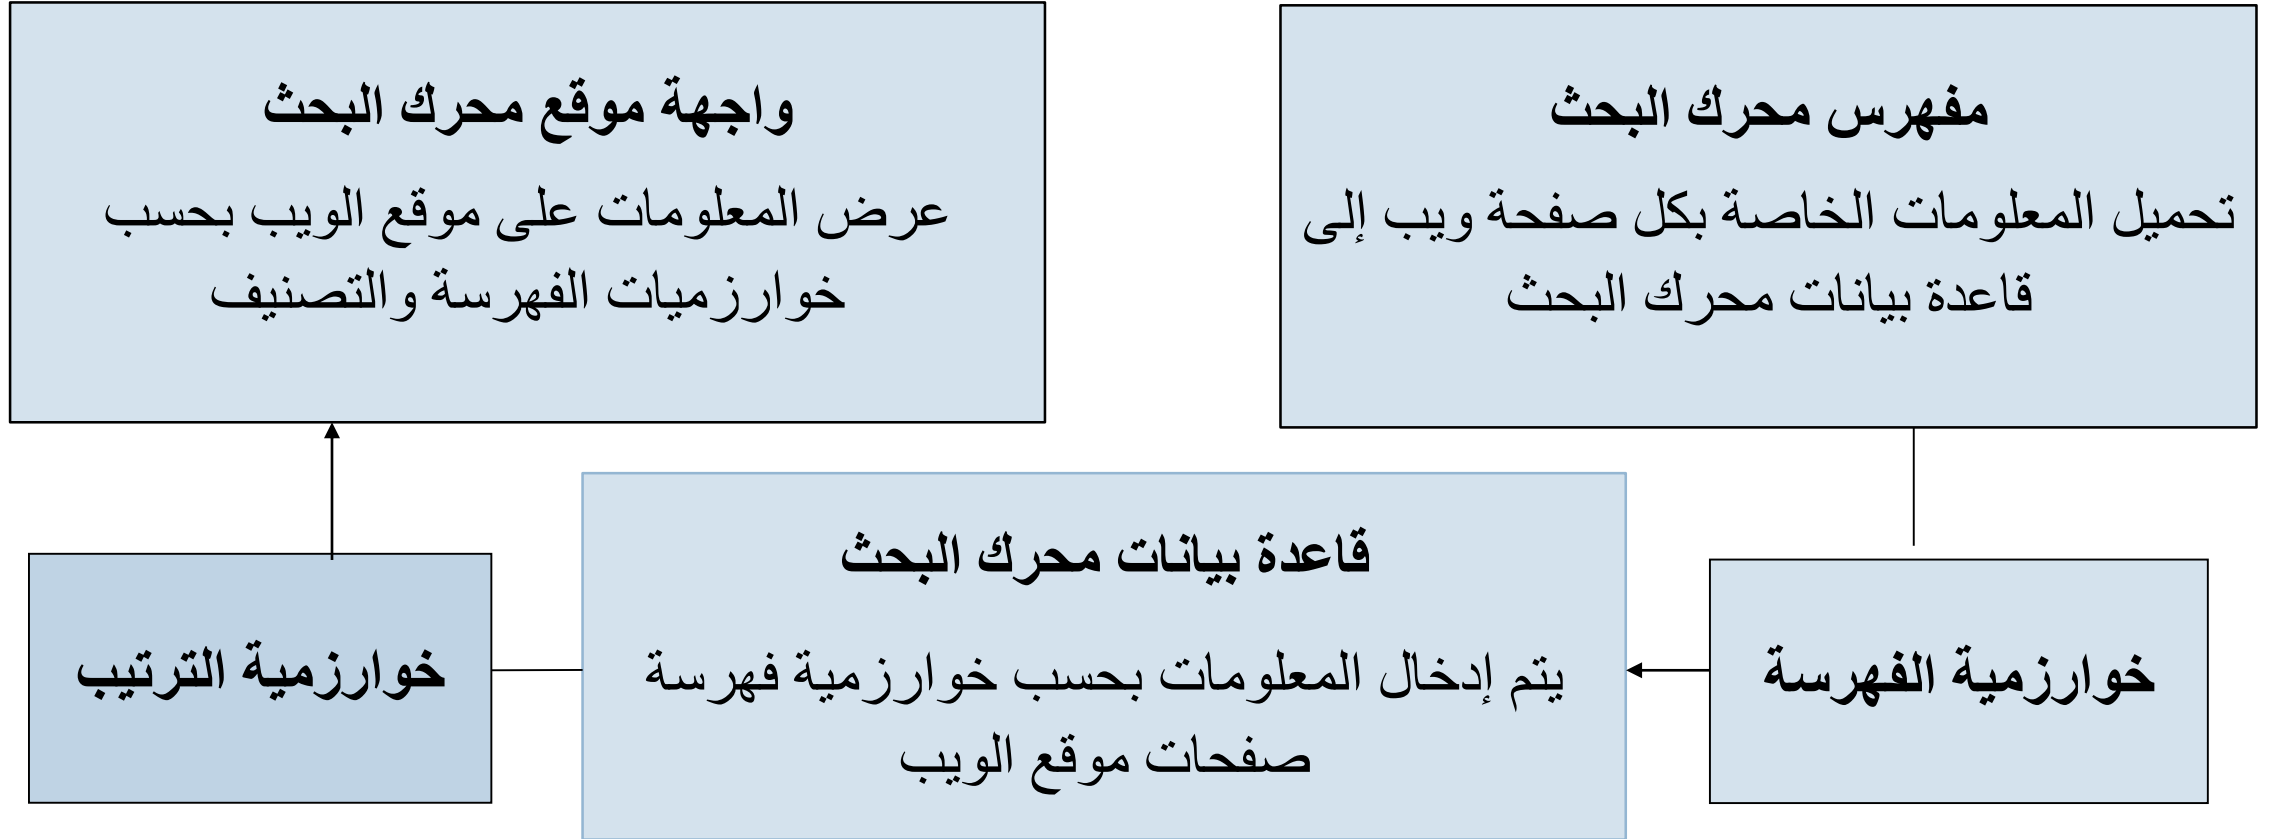 مفهرس محرك البحث
تحميل المعلومات الخاصة بكل صفحة ويب إلى
قاعدة بيانات محرك البحث
واجهة موقع محرك البحث
عرض المعلومات على موقع الويب بحسب
خوارزميات الفهرسة والتصنيف
خوارزمية الفهرسة
قاعدة بيانات محرك البحث
يتم إدخال المعلومات بحسب خوارزمية فهرسة
صفحات موقع الويب
خوارزمية الترتيب